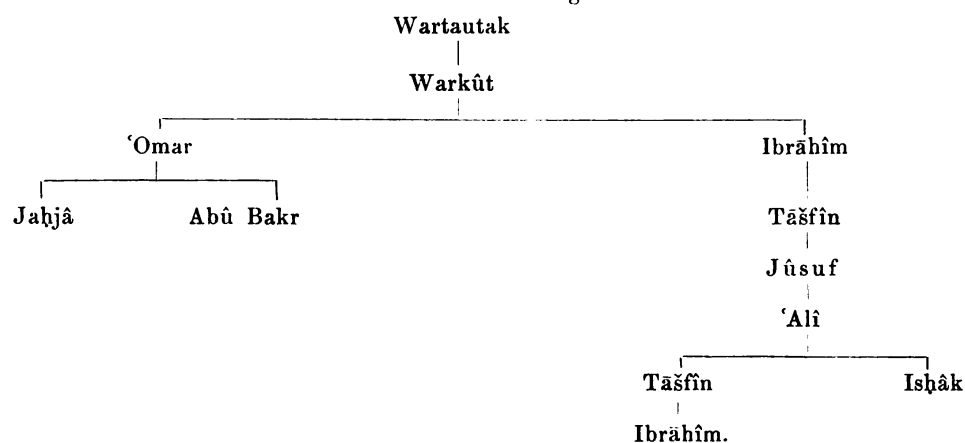 Wartautak
Warkût
ʿOmar Ibrāhîm
Jaḥjâ Abû Bakr Tāšfîn
Jûsuf
ʿAlî
Tāšfîn Isḥâk
Ibrāhîm.